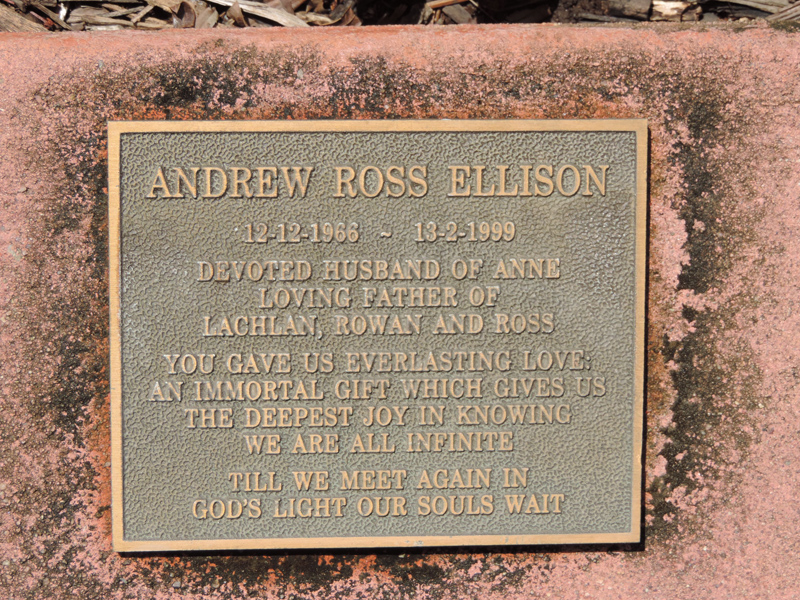 ANDREW ROSS ELLISON
12-12-1966 ~ 13-2-1999
DEVOTED HUSBAND OF ANNE
LOVING FATHER OF
LACHLAN, ROWAN AND ROSS
YOU GAVE US EVERLASTING LOVE:
AN IMMORTAL GIFT WHICH GIVES US
THE DEEPEST JOY IN KNOWING
WE ARE ALL INFINITE
TILL WE MEET AGAIN IN
GOD'S LIGHT OUR SOULS WAIT